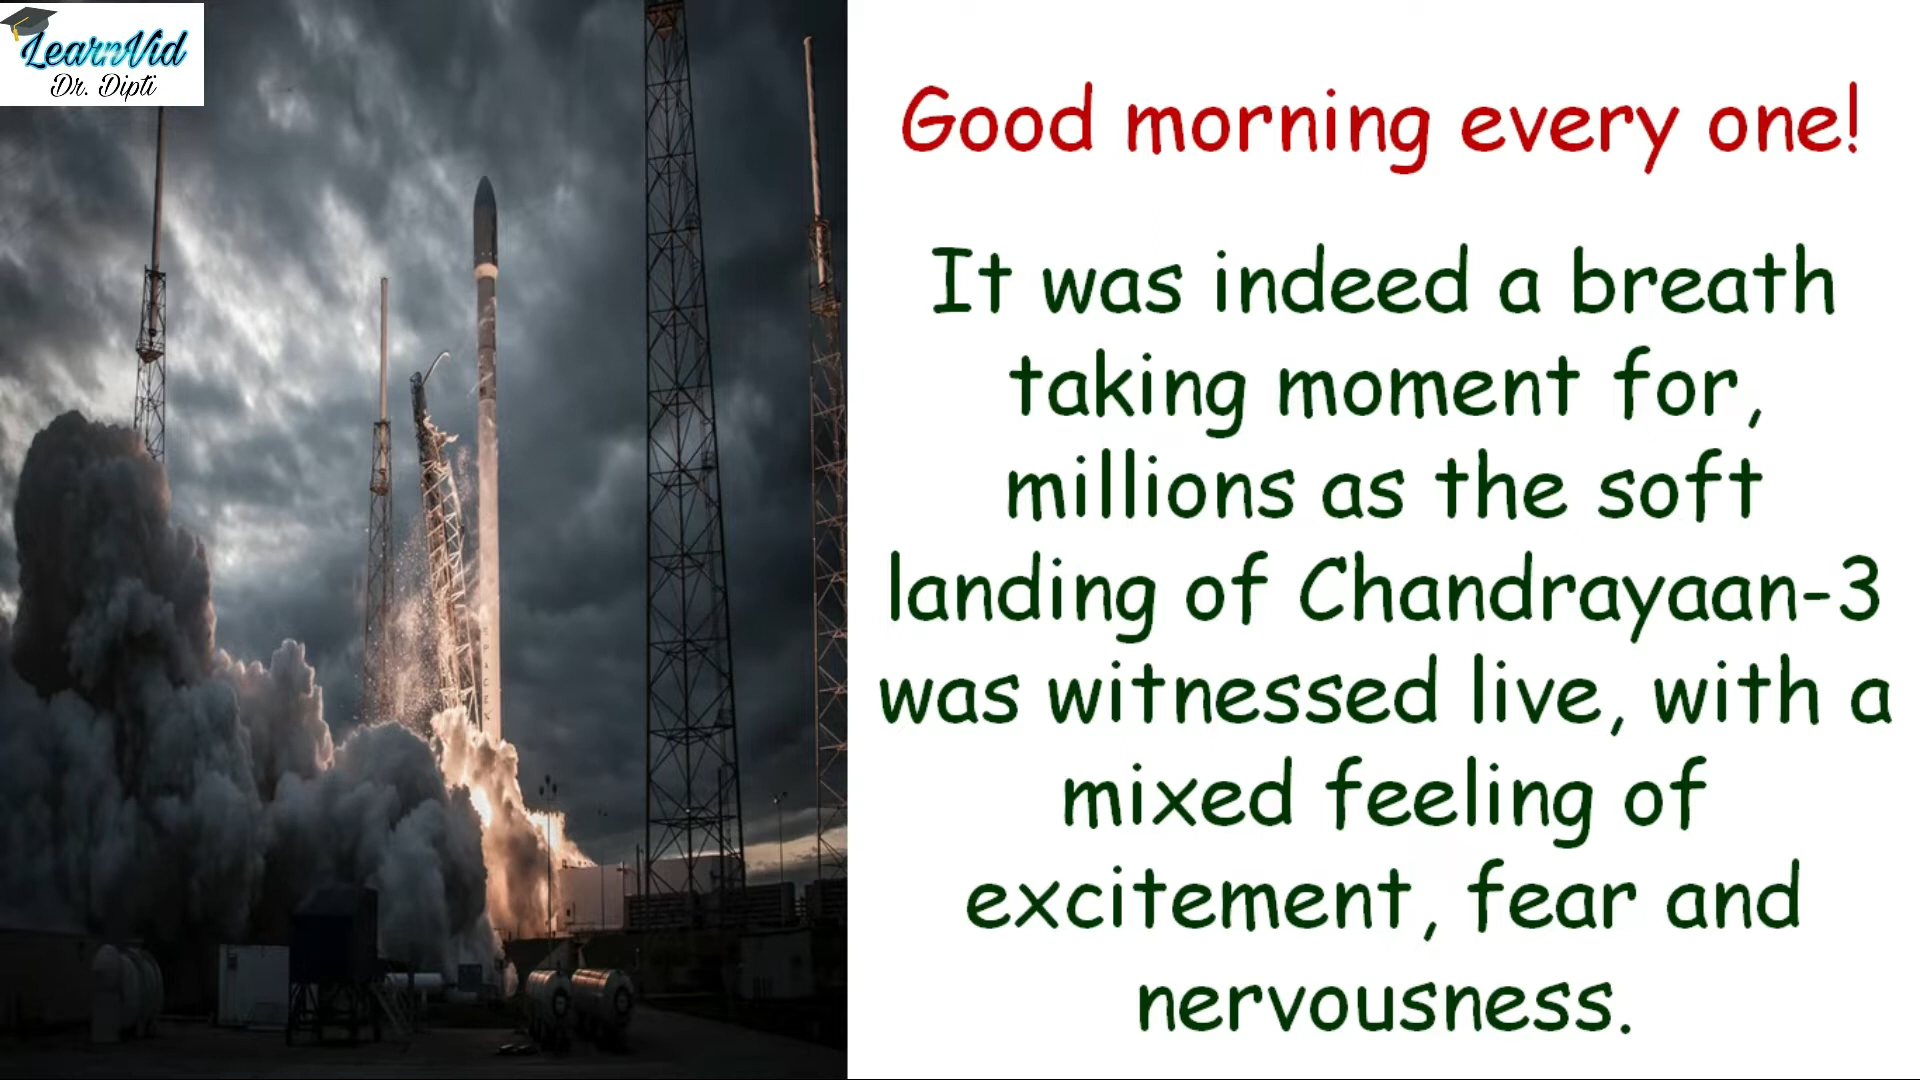 LearnVid
Dr. Dipti
Good morning every one!
It was indeed a breath
taking moment for,
millions as the soft
landing of Chandrayaan-3
was witnessed live, with a
mixed feeling of
excitement, fear and
nervousness.
SPACEX